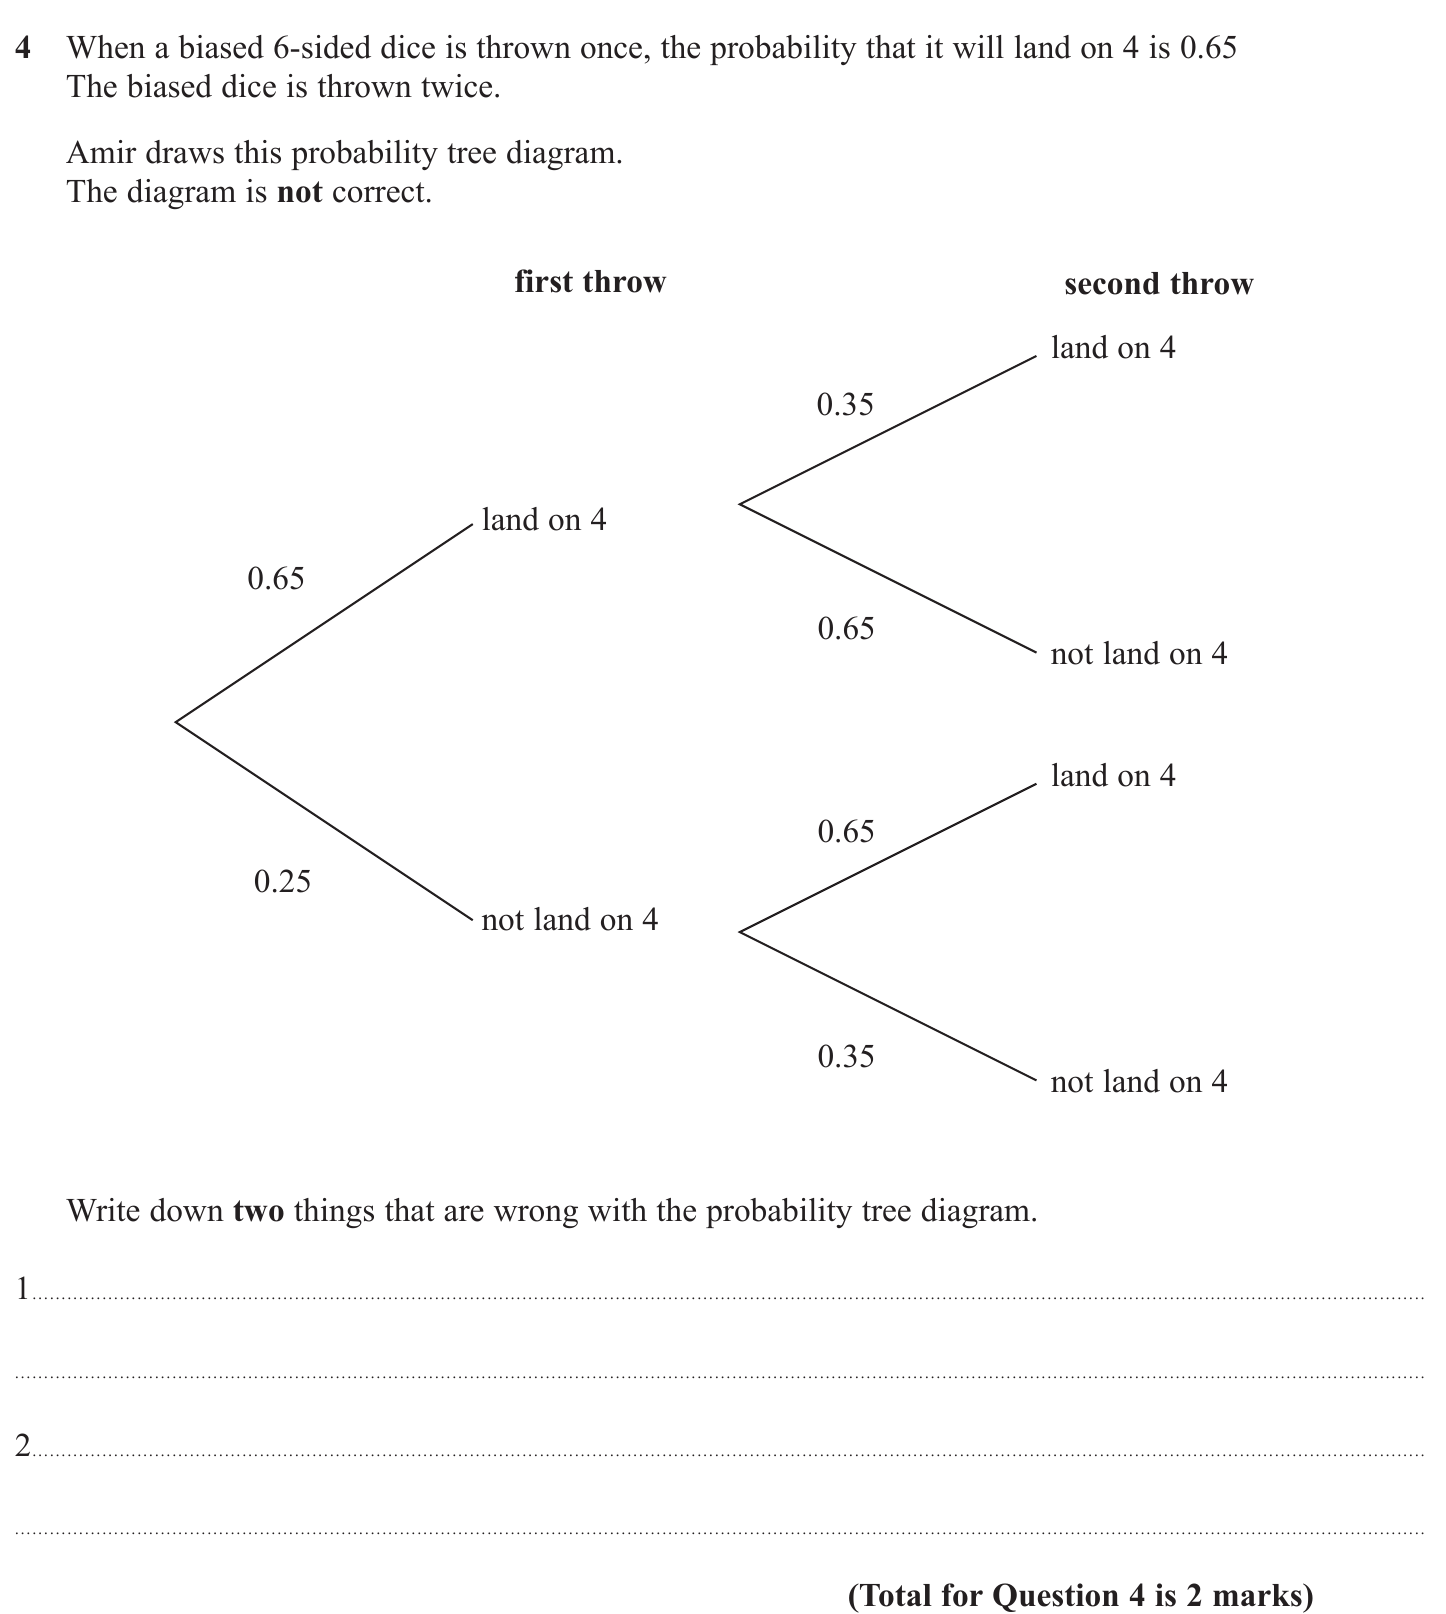 4 When a biased 6-sided dice is thrown once, the probability that it will land on 4 is 0.65
The biased dice is thrown twice.
Amir draws this probability tree diagram.
The diagram is not correct.
first throw
second throw
land on 4
0.35
land on 4
0.65
0.65
not land on 4
land on 4
0.65
0.25
not land on 4
0.35
not land on 4
Write down two things that are wrong with the probability tree diagram.
1
2
(Total for Question 4 is 2 marks)